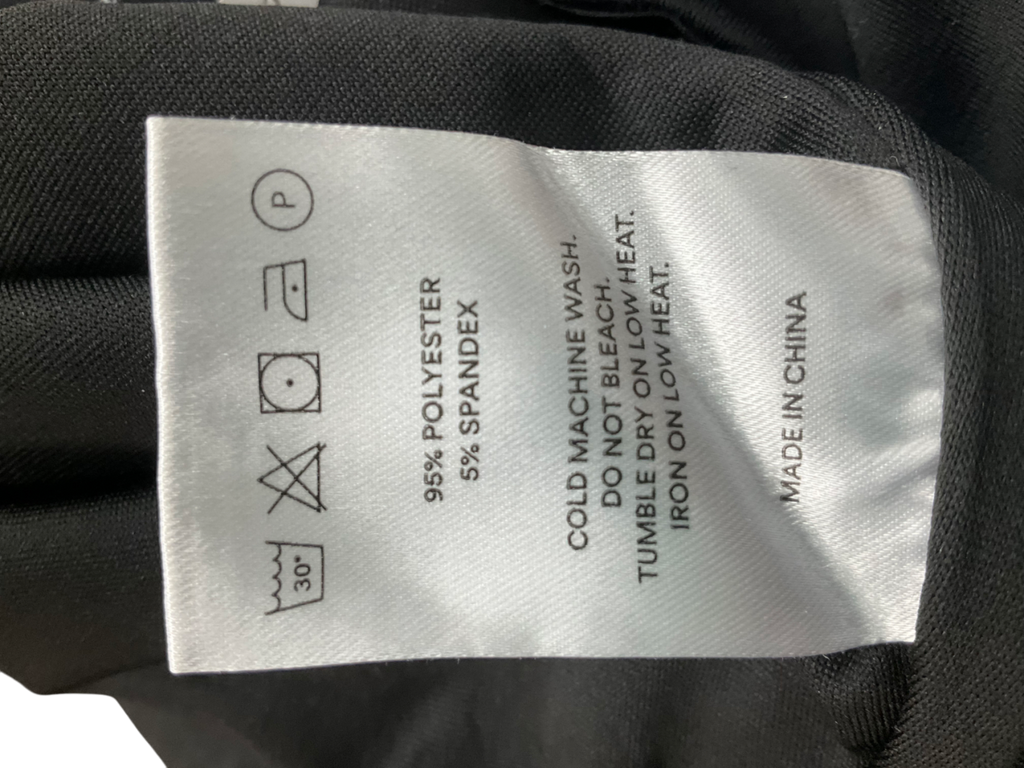 30°
P
95% POLYESTER
5% SPANDEX
COLD MACHINE WASH.
DO NOT BLEACH.
TUMBLE DRY ON LOW HEAT.
IRON ON LOW HEAT.
MADE IN CHINA